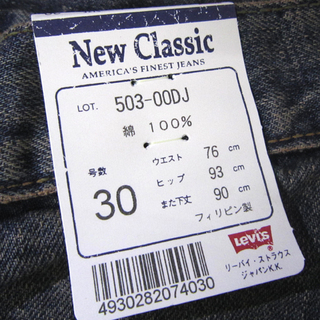 New Classic
AMERICA'S FINEST JEANS
LOT. 503-00DJ
綿 100%
号数 30
ウエスト 76 cm
ヒップ 93 cm
また下丈 90 cm
フィリピン製
Levi's
リーバイ・ストラウス
ジャパンK.K.
4930282074030